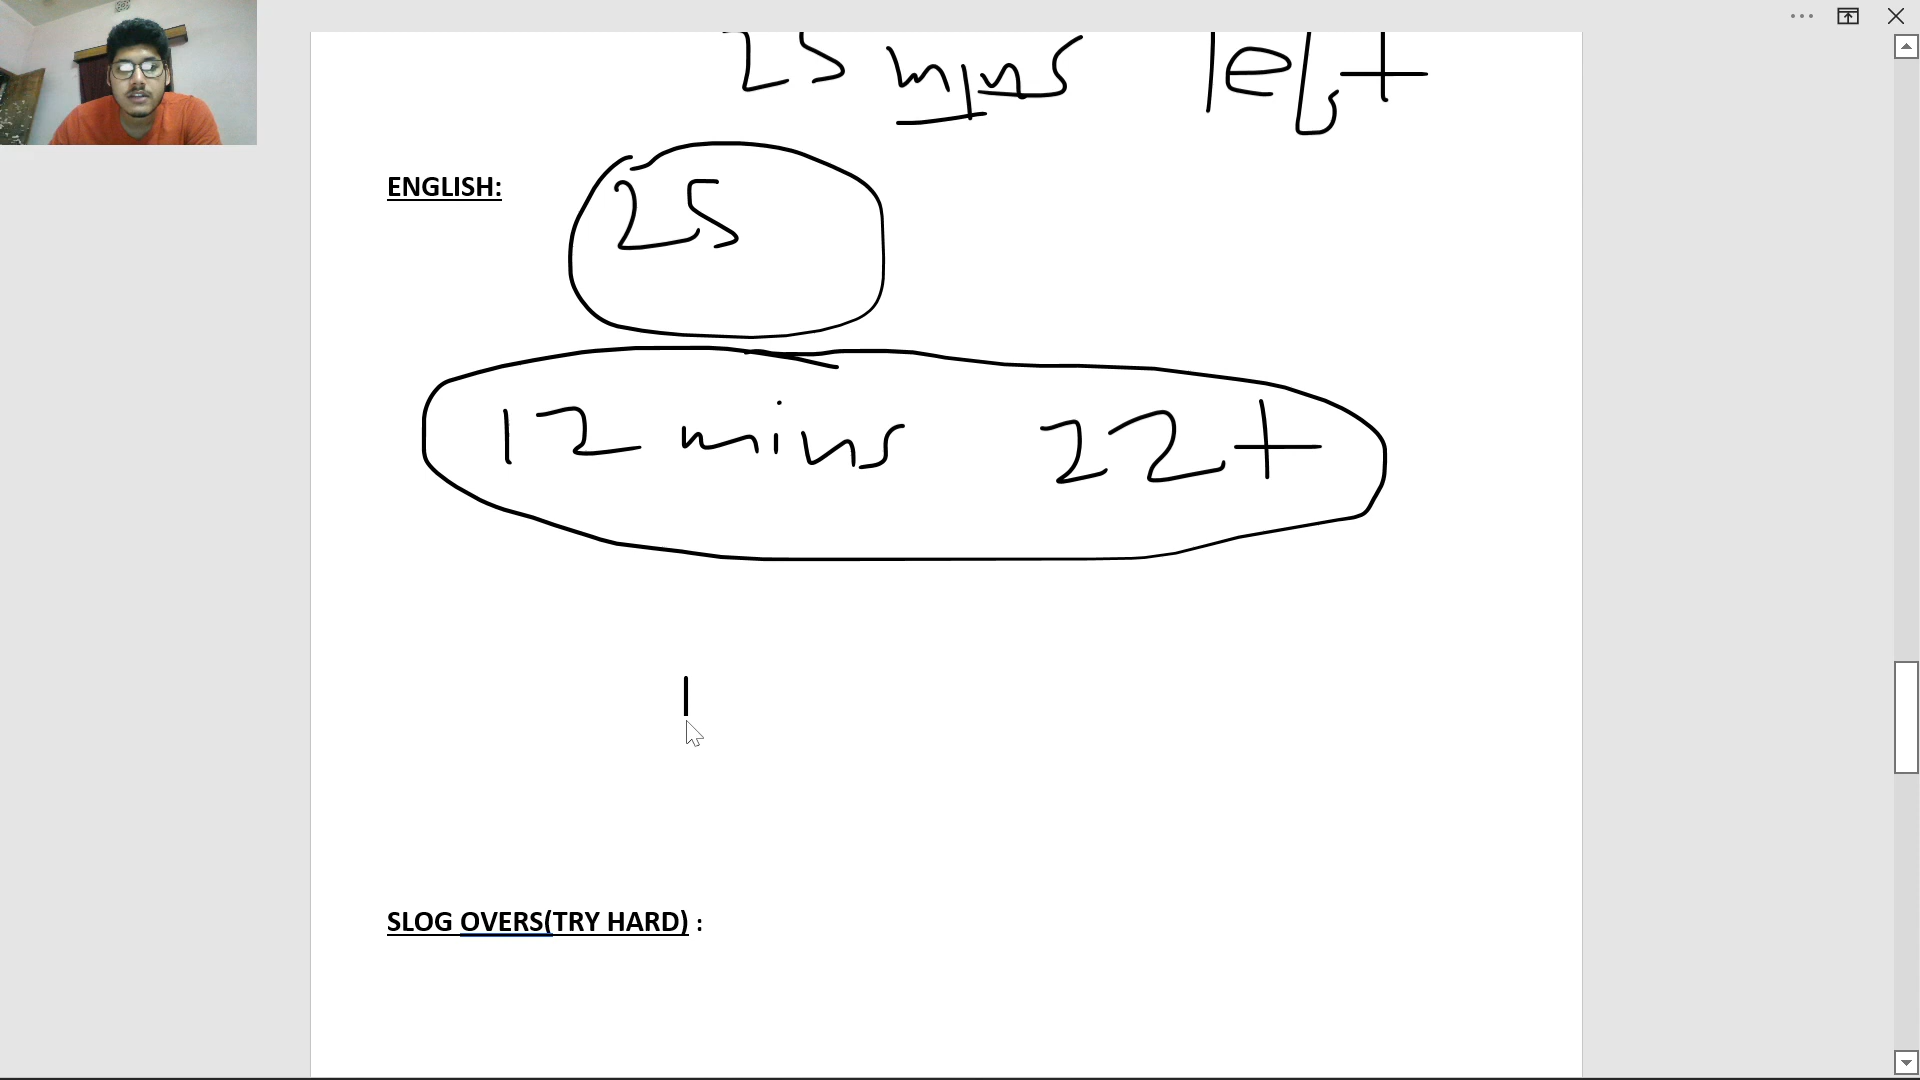 25 mins left
ENGLISH:
25
12 mins 22+
SLOG OVERS(TRY HARD) :